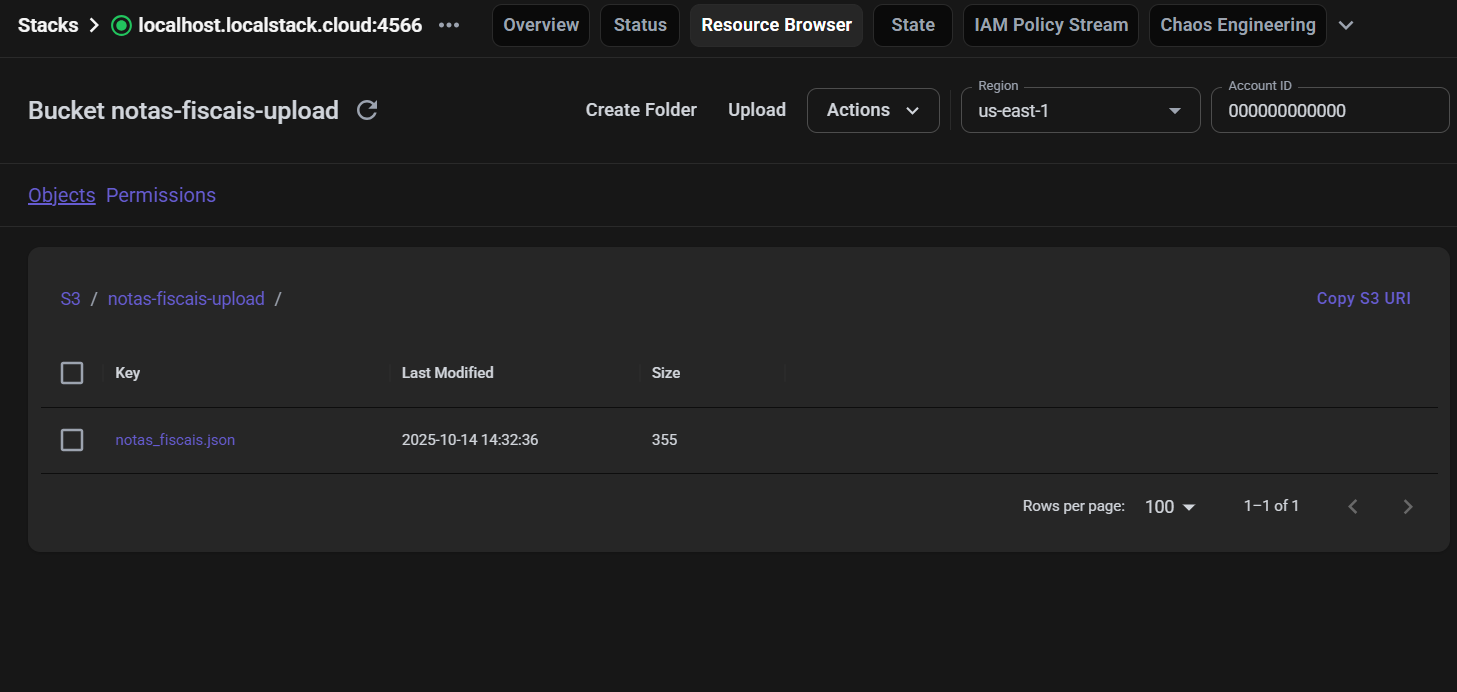 Stacks > localhost.localstack.cloud:4566 ••• Overview Status Resource Browser State IAM Policy Stream Chaos Engineering
Bucket notas-fiscais-upload Create Folder Upload Actions Region us-east-1 Account ID 000000000000
Objects Permissions
S3 / notas-fiscais-upload / Copy S3 URI
Key Last Modified Size
notas_fiscais.json 2025-10-14 14:32:36 355
Rows per page: 100 1–1 of 1